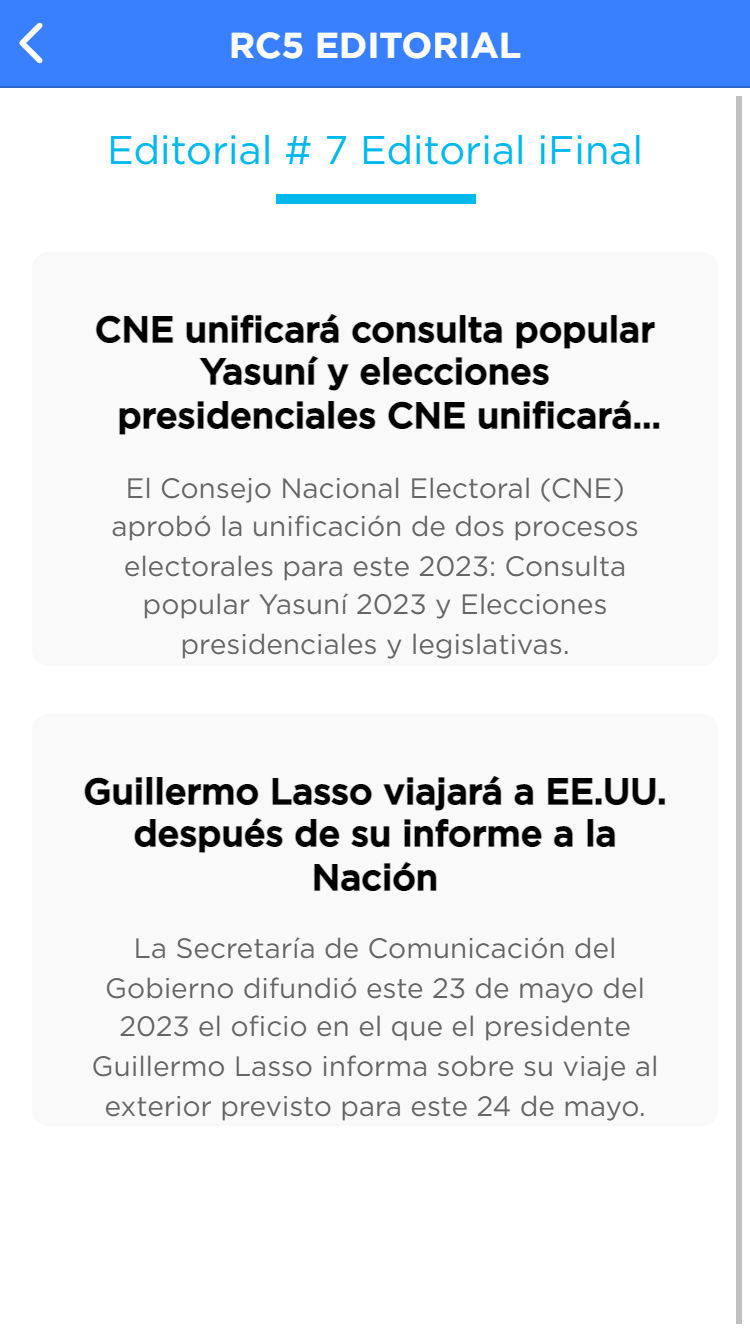 RC5 EDITORIAL
Editorial # 7 Editorial iFinal
CNE unificará consulta popular
Yasuní y elecciones
presidenciales CNE unificará...
El Consejo Nacional Electoral (CNE)
aprobó la unificación de dos procesos
electorales para este 2023: Consulta
popular Yasuní 2023 y Elecciones
presidenciales y legislativas.
Guillermo Lasso viajará a EE.UU.
después de su informe a la
Nación
La Secretaría de Comunicación del
Gobierno difundió este 23 de mayo del
2023 el oficio en el que el presidente
Guillermo Lasso informa sobre su viaje al
exterior previsto para este 24 de mayo.